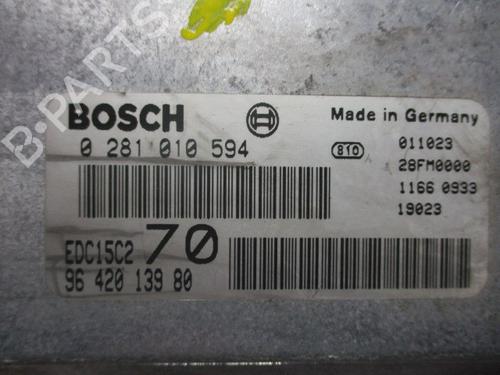 B-PARTS
BOSCH
Made in Germany
0 281 010 594
810
011023
28FM0000
1166 0933
19023
EDC15C2 70
96 420 139 80